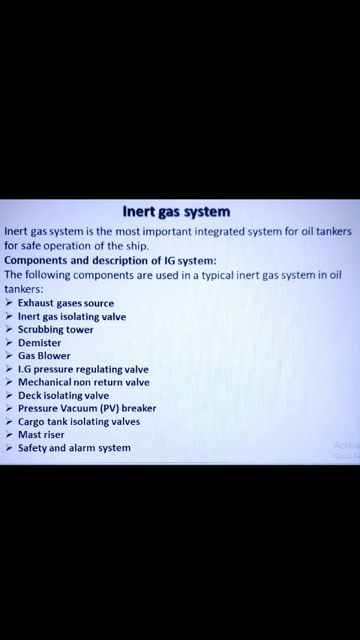 Inert gas system
Inert gas system is the most important integrated system for oil tankers
for safe operation of the ship.
Components and description of IG system:
The following components are used in a typical inert gas system in oil
tankers:
➢ Exhaust gases source
➢ Inert gas isolating valve
➢ Scrubbing tower
➢ Demister
➢ Gas Blower
➢ I.G pressure regulating valve
➢ Mechanical non return valve
➢ Deck isolating valve
➢ Pressure Vacuum (PV) breaker
➢ Cargo tank isolating valves
➢ Mast riser
➢ Safety and alarm system